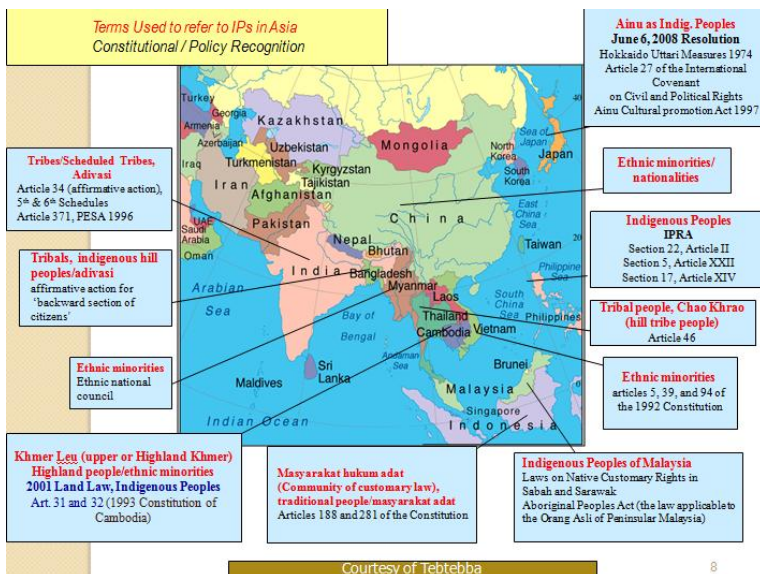 Terms Used to refer to IPs in Asia
Constitutional / Policy Recognition
Ainu as Indig. Peoples
June 6, 2008 Resolution
Hokkaido Uttari Measures 1974
Article 27 of the International
Covenant
on Civil and Political Rights
Ainu Cultural promotion Act 1997
Tribes/Scheduled Tribes,
Adivasi
Article 34 (affirmative action),
5th & 6th Schedules
Article 371, PESA 1996
Tribals, indigenous hill
peoples/adivasi
affirmative action for
‘backward section of
citizens’
Ethnic minorities
Ethnic national
council
Khmer Leu (upper or Highland Khmer)
Highland people/ethnic minorities
2001 Land Law, Indigenous Peoples
Art. 31 and 32 (1993 Constitution of
Cambodia)
Turkey
Georgia
Armenia
Azerbaijan
Kazakhstan
Uzbekistan
Turkmenistan
Kyrgyzstan
Tajikistan
Mongolia
North
Korea
South
Korea
Sea of
Japan
Japan
40
Iraq
Iran
Afghanistan
Pakistan
China
East
China
Sea
UAE
Saudi
Arabia
Oman
Nepal
Bhutan
India
Bangladesh
Myanmar
Laos
Taiwan
20
Philippine
Sea
Arabian
Sea
Bay of
Bengal
Thailand
Cambodia
Vietnam
South
China
Sea
Philippines
Andaman
Sea
Sri
Lanka
Maldives
Brunei
Malaysia
Singapore
Indonesia
Indian Ocean
0
Ethnic minorities/
nationalities
Indigenous Peoples
IPRA
Section 22, Article II
Section 5, Article XXII
Section 17, Article XIV
Tribal people, Chao Khrao
(hill tribe people)
Article 46
Ethnic minorities
articles 5, 39, and 94 of
the 1992 Constitution
Masyarakat hukum adat
(Community of customary law),
traditional people/masyarakat adat
Articles 188 and 281 of the Constitution
Indigenous Peoples of Malaysia
Laws on Native Customary Rights in
Sabah and Sarawak
Aboriginal Peoples Act (the law applicable to
the Orang Asli of Peninsular Malaysia)
Courtesy of Tebtebba
8